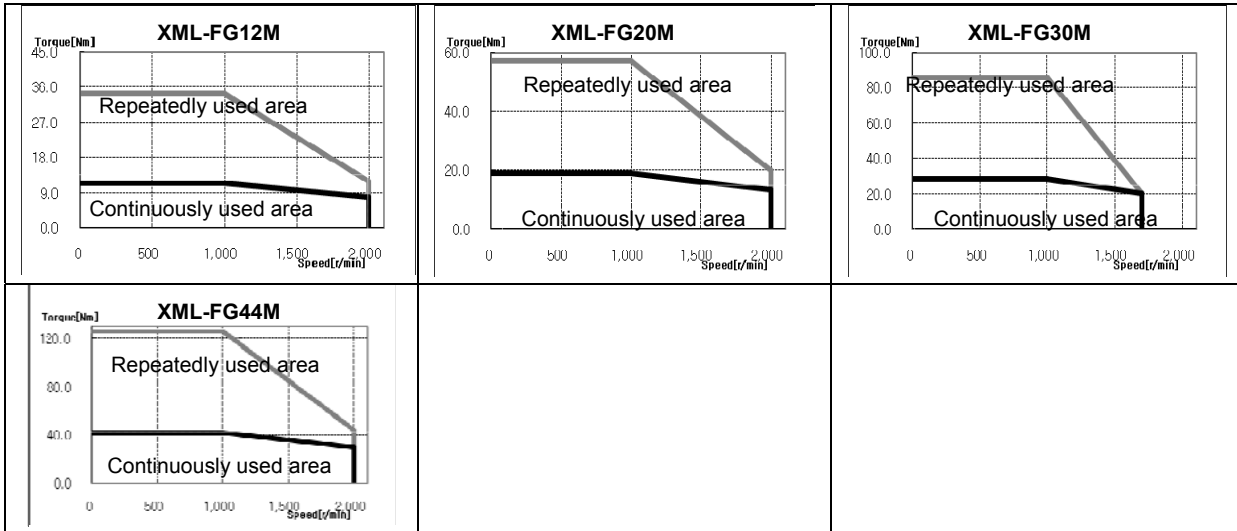 XML-FG12M
Torque[Nm]
45.0
36.0
27.0
18.0
9.0
0.0
Repeatedly used area
Continuously used area
0 500 1,000 1,500 2,000
Speed[r/min]
XML-FG20M
Torque[Nm]
60.0
40.0
20.0
0.0
Repeatedly used area
Continuously used area
0 500 1,000 1,500 2,000
Speed[r/min]
XML-FG30M
Torque[Nm]
100.0
80.0
60.0
40.0
20.0
0.0
Repeatedly used area
Continuously used area
0 500 1,000 1,500 2,000
Speed[r/min]
XML-FG44M
Torque[Nm]
120.0
80.0
40.0
0.0
Repeatedly used area
Continuously used area
0 500 1,000 1,500 2,000
Speed[r/min]